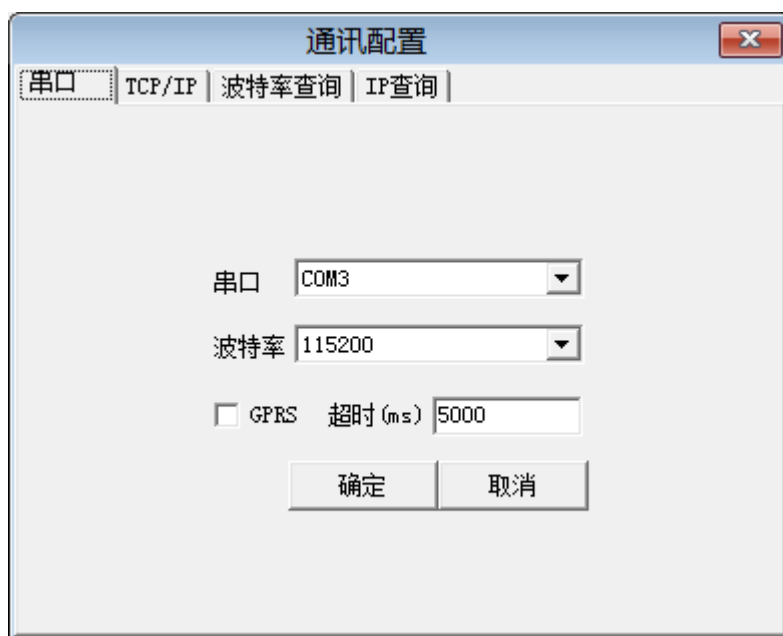 通讯配置
串口 TCP/IP 波特率查询 IP查询
串口 COM3
波特率 115200
GPRS 超时(ms) 5000
确定 取消